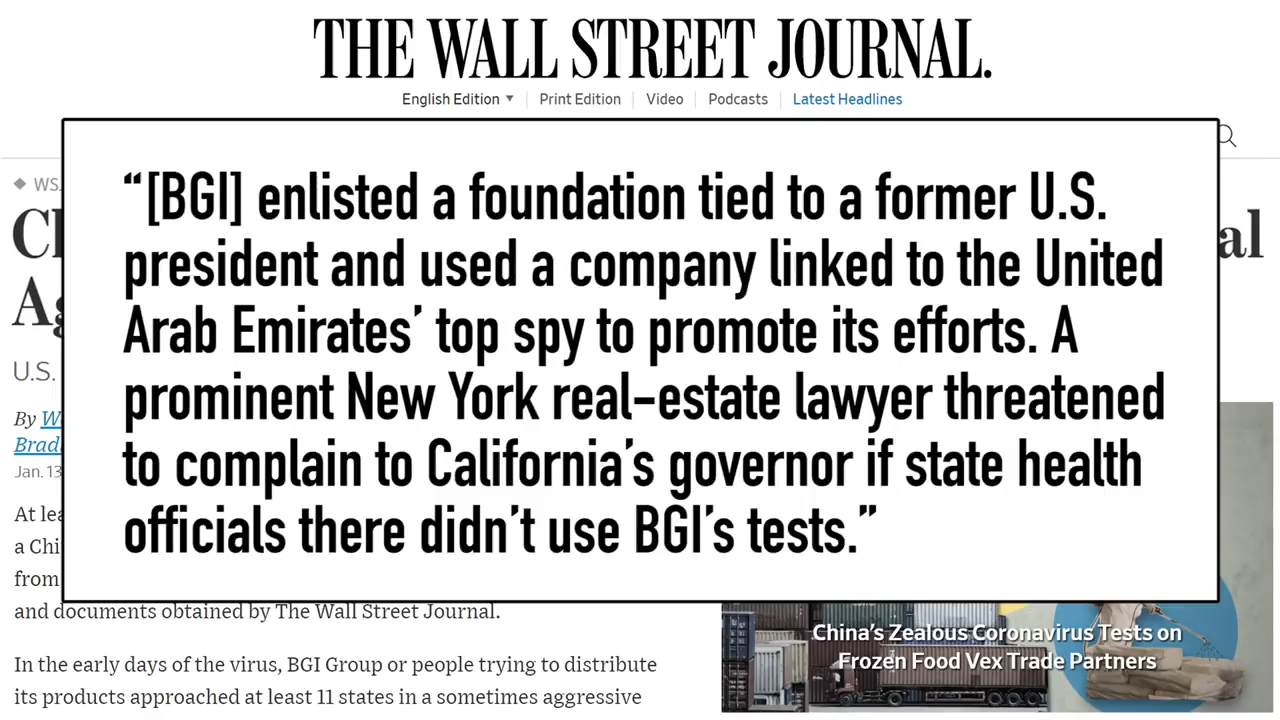 THE WALL STREET JOURNAL.
English Edition Print Edition Video Podcasts Latest Headlines
“[BGI] enlisted a foundation tied to a former U.S.
president and used a company linked to the United
Arab Emirates’ top spy to promote its efforts. A
prominent New York real-estate lawyer threatened
to complain to California’s governor if state health
officials there didn’t use BGI’s tests.”
U.S.
By
Jan. 13
At
a
from
and documents obtained by The Wall Street Journal.
In the early days of the virus, BGI Group or people trying to distribute
its products approached at least 11 states in a sometimes aggressive
China’s Zealous Coronavirus Tests on
Frozen Food Vex Trade Partners